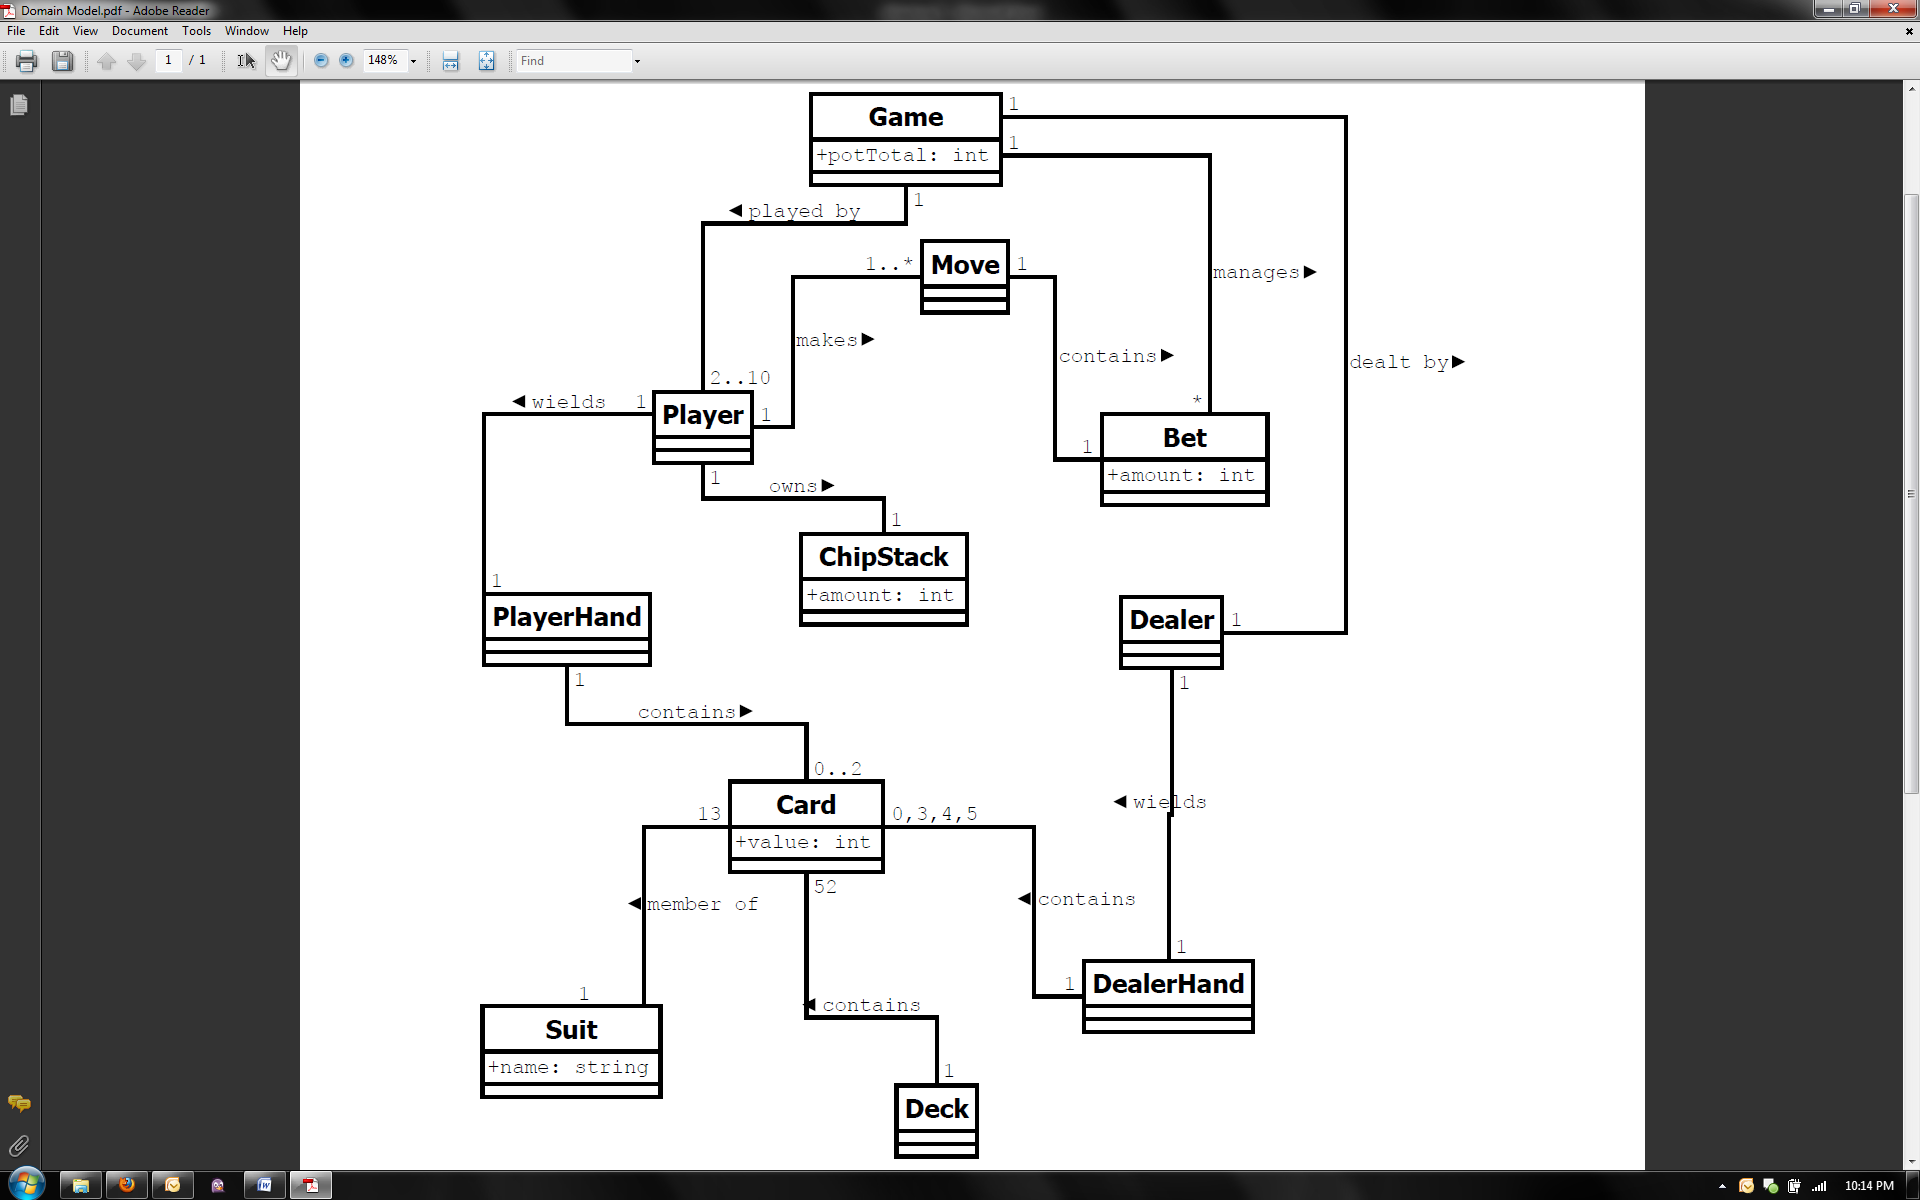 Domain Model.pdf - Adobe Reader
File Edit View Document Tools Window Help
1 / 1 148% Find
Game
+potTotal: int
1
1
1
◄ played by
Move
1..*
1
manages►
makes►
contains►
dealt by►
2..10
◄ wields
1
Player
1
*
Bet
+amount: int
1
1
owns►
1
ChipStack
+amount: int
1
PlayerHand
Dealer
1
1
1
contains►
0..2
Card
+value: int
13
0,3,4,5
◄ wields
52
◄ member of
◄ contains
1
1
DealerHand
1
Suit
+name: string
◄ contains
1
Deck
10:14 PM